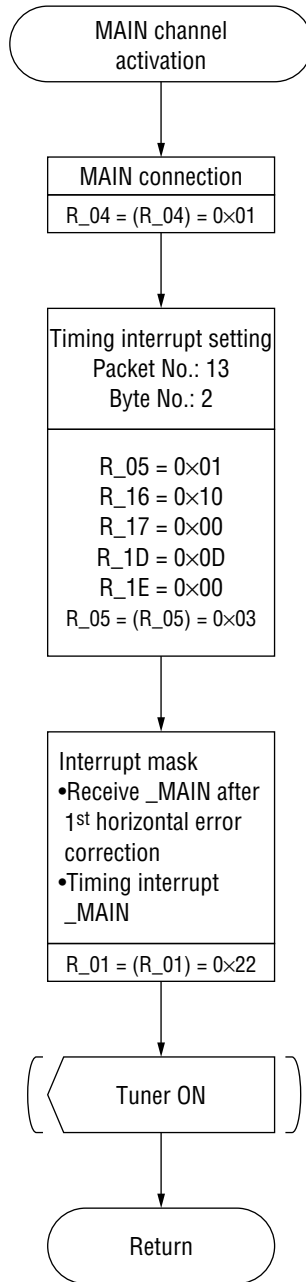 MAIN channel
activation
MAIN connection
R_04 = (R_04) = 0×01
Timing interrupt setting
Packet No.: 13
Byte No.: 2
R_05 = 0×01
R_16 = 0×10
R_17 = 0×00
R_1D = 0×0D
R_1E = 0×00
R_05 = (R_05) = 0×03
Interrupt mask
•Receive _MAIN after
1st horizontal error
correction
•Timing interrupt
_MAIN
R_01 = (R_01) = 0×22
Tuner ON
Return